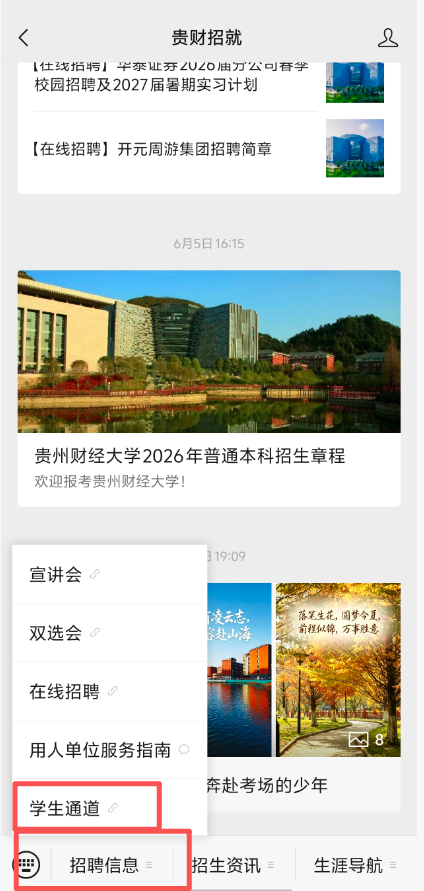 贵财招就
【在线招聘】华泰证券2026届分公司春季
校园招聘及2027届暑期实习计划
【在线招聘】开元周游集团招聘简章
6月5日 16:15
贵州财经大学2026年普通本科招生章程
欢迎报考贵州财经大学!
日 19:09
凌云志,
赴山海
落笔生花,圆梦今夏,
前程似锦,万事胜意
8
奔赴考场的少年
宣讲会
双选会
在线招聘
用人单位服务指南
学生通道
招聘信息
招生资讯
生涯导航